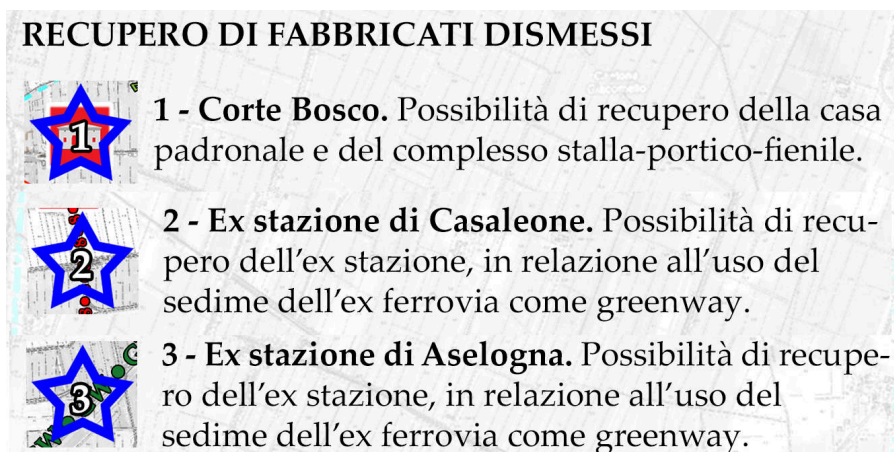 RECUPERO DI FABBRICATI DISMESSI
1
1 - Corte Bosco. Possibilità di recupero della casa
padronale e del complesso stalla-portico-fienile.
2
2 - Ex stazione di Casaleone. Possibilità di recu-
pero dell'ex stazione, in relazione all'uso del
sedime dell'ex ferrovia come greenway.
3
3 - Ex stazione di Aselogna. Possibilità di recupe-
ro dell'ex stazione, in relazione all'uso del
sedime dell'ex ferrovia come greenway.